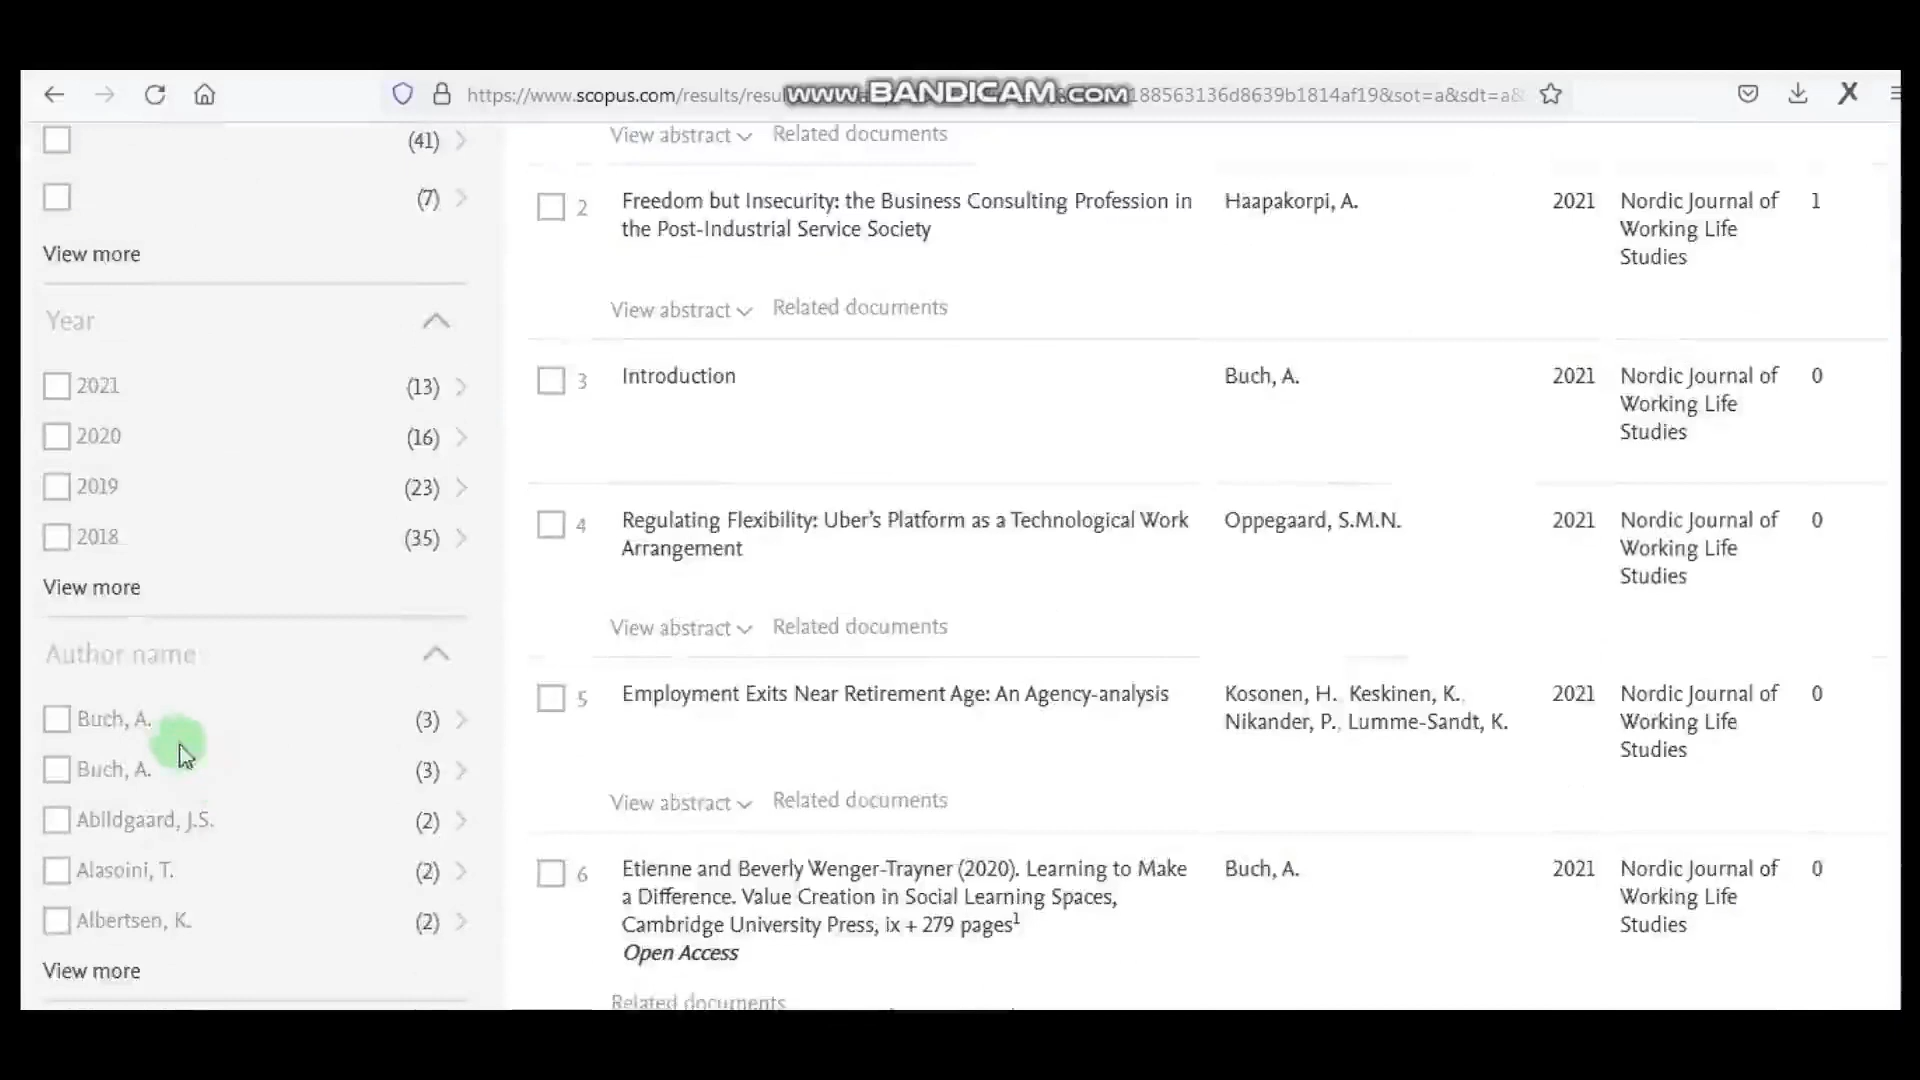 https://www.scopus.com/results/resu www.BANDICAM.com 188563136d8639b1814af19&sot=a&sdt=a&
(41)
(7)
View more
Year
2021 (13)
2020 (16)
2019 (23)
2018 (35)
View more
Author name
Buch, A. (3)
Buch, A. (3)
Abildgaard, J.S. (2)
Alasoini, T. (2)
Albertsen, K. (2)
View more
View abstract Related documents
2 Freedom but Insecurity: the Business Consulting Profession in Haapakorpi, A. 2021 Nordic Journal of 1
the Post-Industrial Service Society Working Life
Studies
View abstract Related documents
3 Introduction Buch, A. 2021 Nordic Journal of 0
Working Life
Studies
4 Regulating Flexibility: Uber's Platform as a Technological Work Oppegaard, S.M.N. 2021 Nordic Journal of 0
Arrangement Working Life
Studies
View abstract Related documents
5 Employment Exits Near Retirement Age: An Agency-analysis Kosonen, H. Keskinen, K. 2021 Nordic Journal of 0
Nikander, P., Lumme-Sandt, K. Working Life
Studies
View abstract Related documents
6 Etienne and Beverly Wenger-Trayner (2020). Learning to Make Buch, A. 2021 Nordic Journal of 0
a Difference. Value Creation in Social Learning Spaces, Working Life
Cambridge University Press, ix + 279 pages1 Studies
Open Access
Related documents